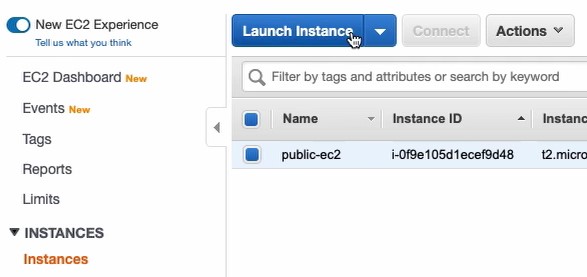 New EC2 Experience
Tell us what you think
EC2 Dashboard New
Events New
Tags
Reports
Limits
INSTANCES
Instances
Launch Instance
Connect
Actions
Filter by tags and attributes or search by keyword
Name
Instance ID
Instanc
public-ec2
i-0f9e105d1ecef9d48
t2.micro